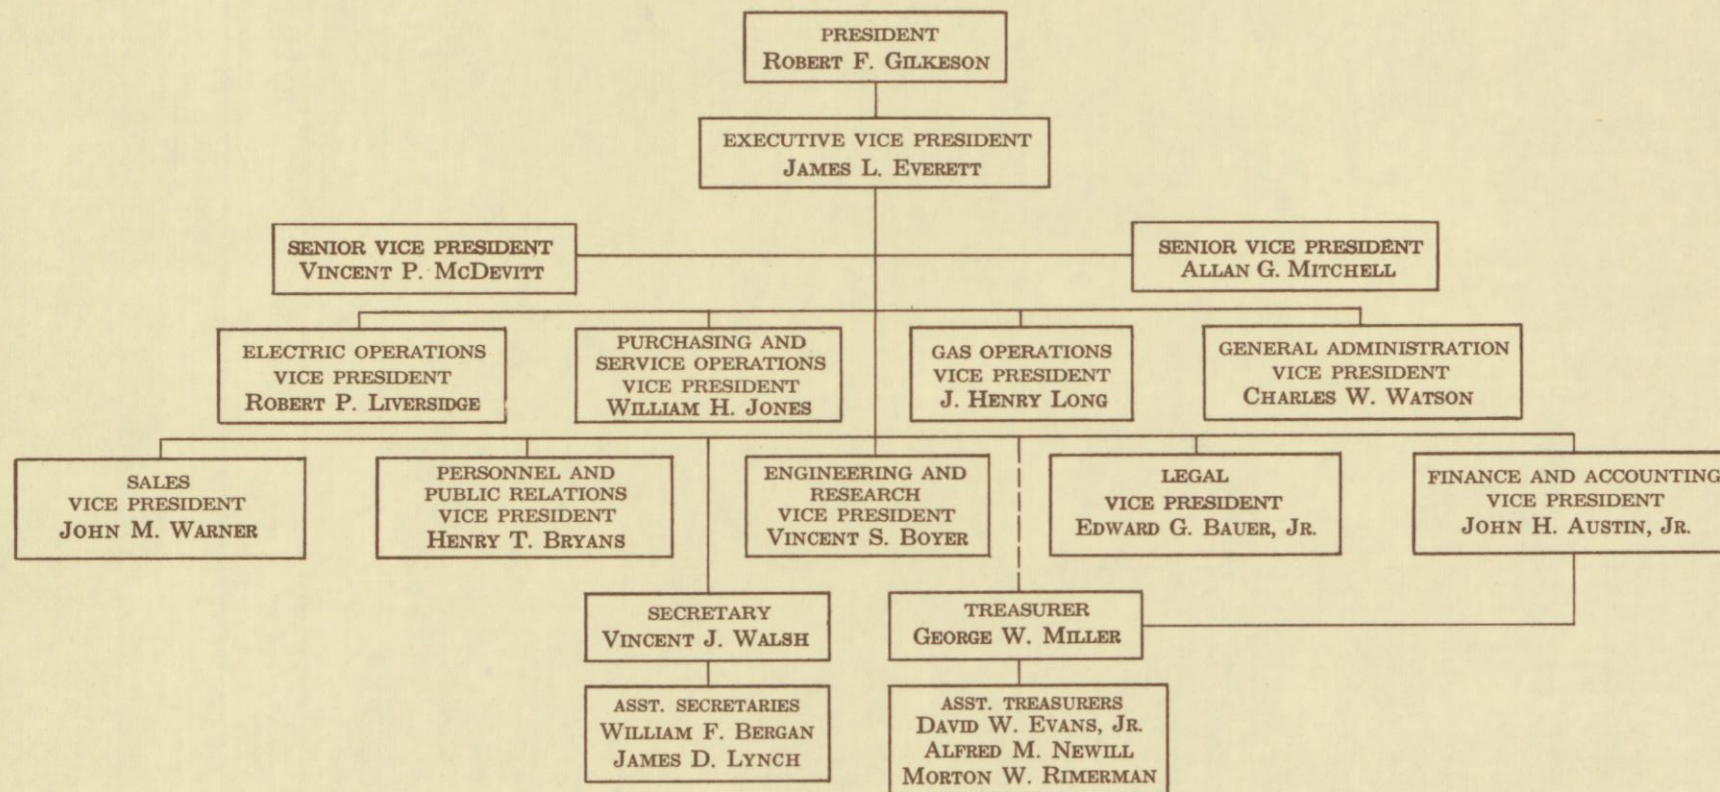 PRESIDENT
ROBERT F. GILKESON
EXECUTIVE VICE PRESIDENT
JAMES L. EVERETT
SENIOR VICE PRESIDENT
VINCENT P. MCDEVITT
SENIOR VICE PRESIDENT
ALLAN G. MITCHELL
ELECTRIC OPERATIONS
VICE PRESIDENT
ROBERT P. LIVERSIDGE
PURCHASING AND
SERVICE OPERATIONS
VICE PRESIDENT
WILLIAM H. JONES
GAS OPERATIONS
VICE PRESIDENT
J. HENRY LONG
GENERAL ADMINISTRATION
VICE PRESIDENT
CHARLES W. WATSON
SALES
VICE PRESIDENT
JOHN M. WARNER
PERSONNEL AND
PUBLIC RELATIONS
VICE PRESIDENT
HENRY T. BRYANS
ENGINEERING AND
RESEARCH
VICE PRESIDENT
VINCENT S. BOYER
LEGAL
VICE PRESIDENT
EDWARD G. BAUER, JR.
FINANCE AND ACCOUNTING
VICE PRESIDENT
JOHN H. AUSTIN, JR.
SECRETARY
VINCENT J. WALSH
TREASURER
GEORGE W. MILLER
ASST. SECRETARIES
WILLIAM F. BERGAN
JAMES D. LYNCH
ASST. TREASURERS
DAVID W. EVANS, JR.
ALFRED M. NEWILL
MORTON W. RIMERMAN